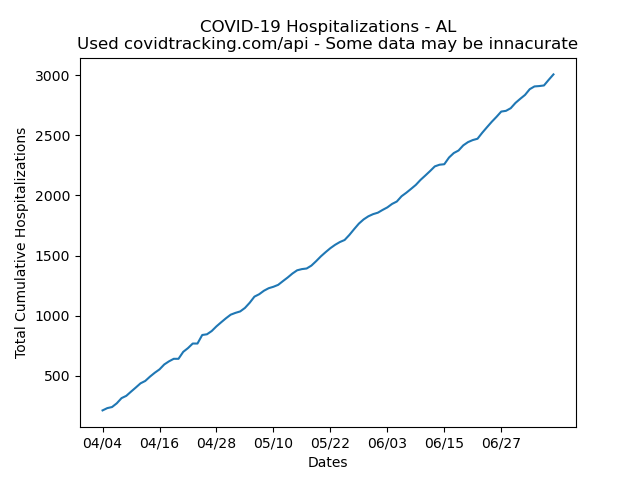 COVID-19 Hospitalizations - AL
Used covidtracking.com/api - Some data may be innacurate
Total Cumulative Hospitalizations
3000
2500
2000
1500
1000
500
04/04 04/16 04/28 05/10 05/22 06/03 06/15 06/27
Dates